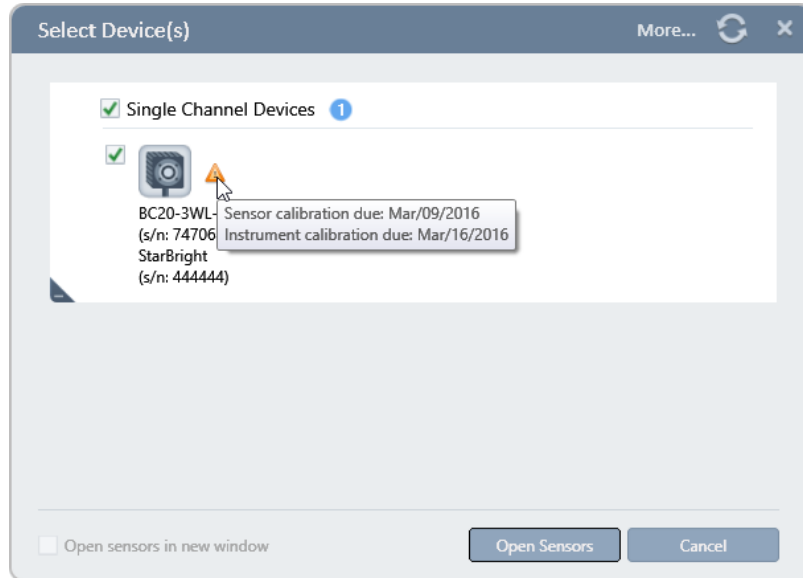 Select Device(s)
More...
Single Channel Devices 1
BC20-3WL-
Sensor calibration due: Mar/09/2016
(s/n: 74706
Instrument calibration due: Mar/16/2016
StarBright
(s/n: 444444)
Open sensors in new window
Open Sensors
Cancel